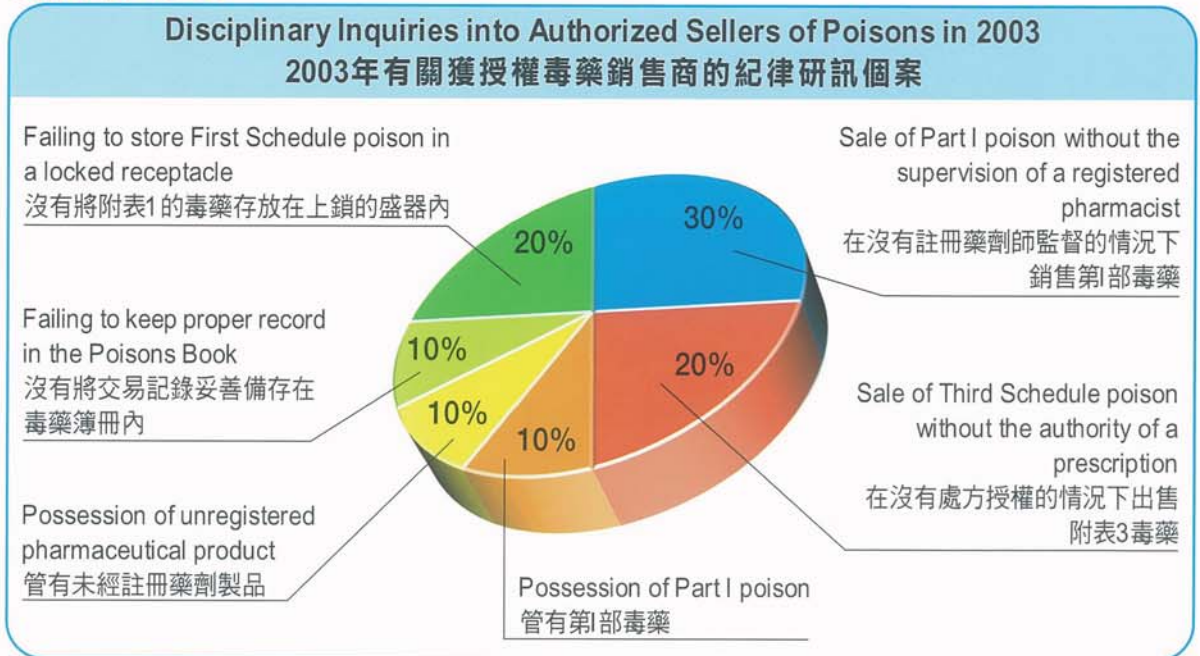 Disciplinary Inquiries into Authorized Sellers of Poisons in 2003
2003年有關獲授權毒藥銷售商的紀律研訊個案
Failing to store First Schedule poison in
a locked receptacle
沒有將附表1的毒藥存放在上鎖的盛器內
20%
Failing to keep proper record
in the Poisons Book
沒有將交易記錄妥善備存在
毒藥簿冊內
10%
Possession of unregistered
pharmaceutical product
管有未經註冊藥劑製品
10%
Possession of Part I poison
管有第I部毒藥
10%
Sale of Part I poison without the
supervision of a registered
pharmacist
在沒有註冊藥劑師監督的情況下
銷售第I部毒藥
30%
Sale of Third Schedule poison
without the authority of a
prescription
在沒有處方授權的情況下出售
附表3毒藥
20%